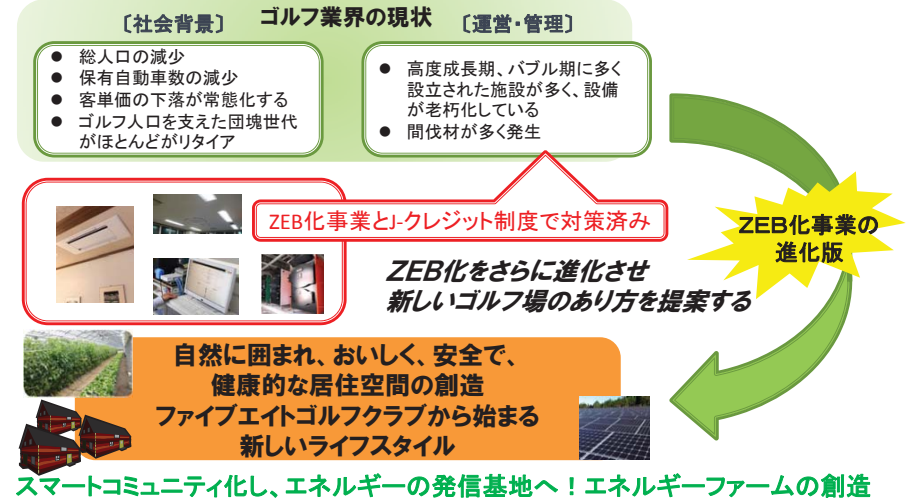 ゴルフ業界の現状
〔社会背景〕
● 総人口の減少
● 保有自動車数の減少
● 客単価の下落が常態化する
● ゴルフ人口を支えた団塊世代
がほとんどがリタイア
〔運営・管理〕
● 高度成長期、バブル期に多く
設立された施設が多く、設備
が老朽化している
● 間伐材が多く発生
ZEB化事業とJ-クレジット制度で対策済み
ZEB化事業の
進化版
ZEB化をさらに進化させ
新しいゴルフ場のあり方を提案する
自然に囲まれ、おいしく、安全で、
健康的な居住空間の創造
ファイブエイトゴルフクラブから始まる
新しいライフスタイル
スマートコミュニティ化し、エネルギーの発信基地へ！エネルギーファームの創造